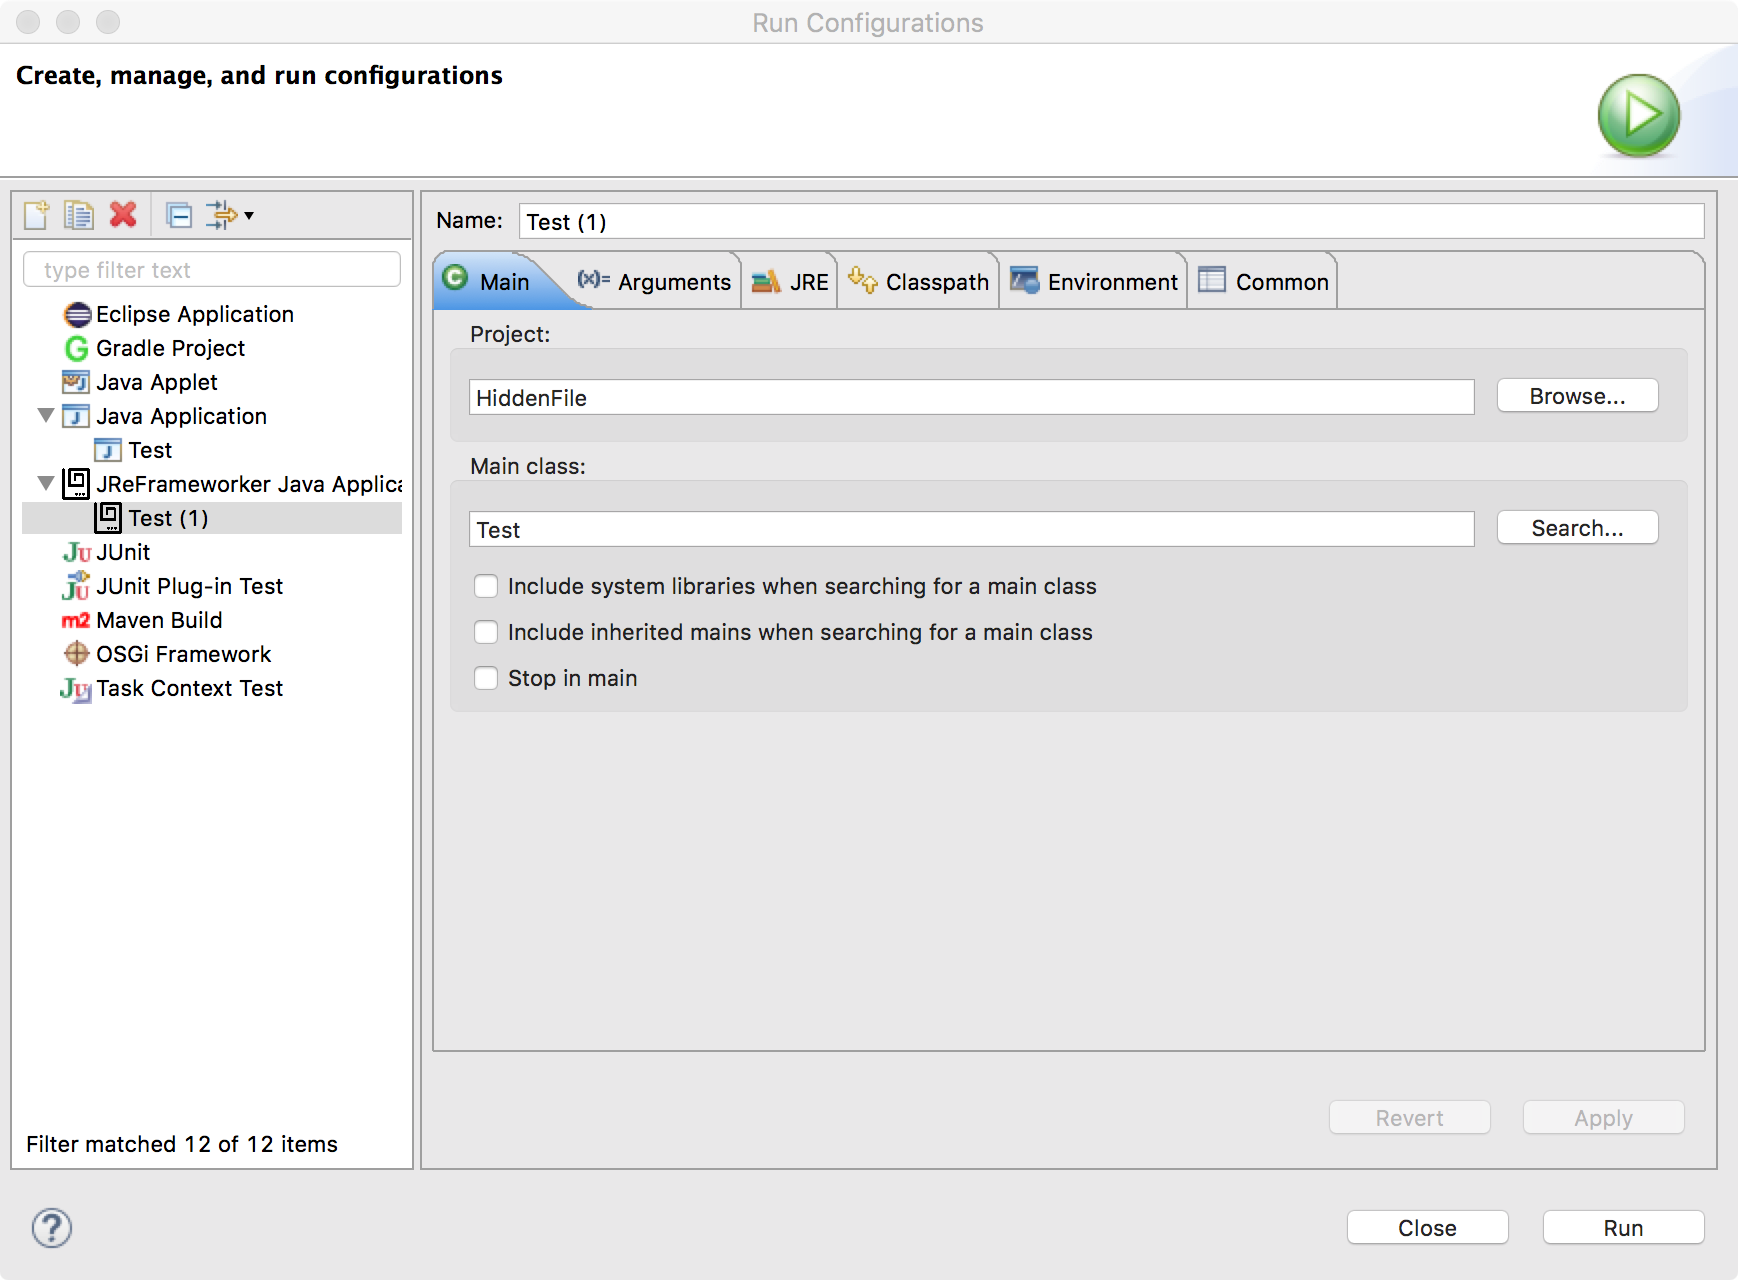 Run Configurations
Create, manage, and run configurations
type filter text
Eclipse Application
Gradle Project
Java Applet
Java Application
Test
JReFrameworker Java Applica
Test (1)
JUnit
JUnit Plug-in Test
Maven Build
OSGi Framework
Task Context Test
Filter matched 12 of 12 items
Name: Test (1)
Main (x)= Arguments JRE Classpath Environment Common
Project:
HiddenFile Browse...
Main class:
Test Search...
Include system libraries when searching for a main class
Include inherited mains when searching for a main class
Stop in main
Revert Apply
? Close Run